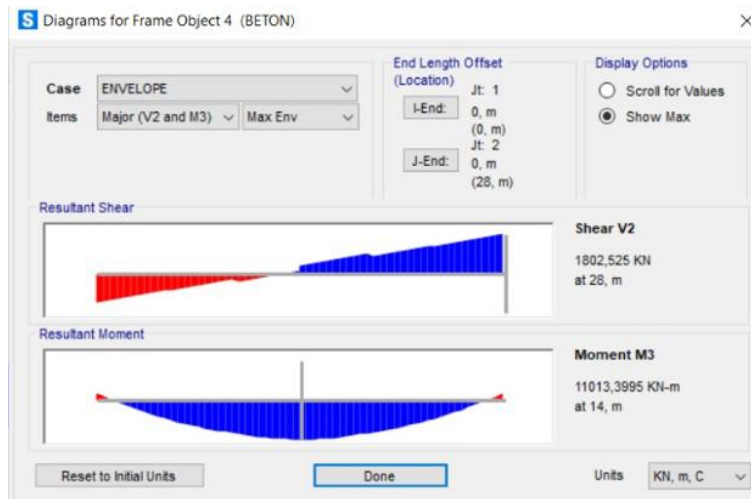 S Diagrams for Frame Object 4 (BETON)
Case ENVELOPE
Items Major (V2 and M3) Max Env
End Length Offset
(Location)
Jt: 1
I-End: 0, m
(0, m)
Jt: 2
J-End: 0, m
(28, m)
Display Options
Scroll for Values
Show Max
Resultant Shear
Shear V2
1802,525 KN
at 28, m
Resultant Moment
Moment M3
11013,3995 KN-m
at 14, m
Reset to Initial Units Done Units KN, m, C